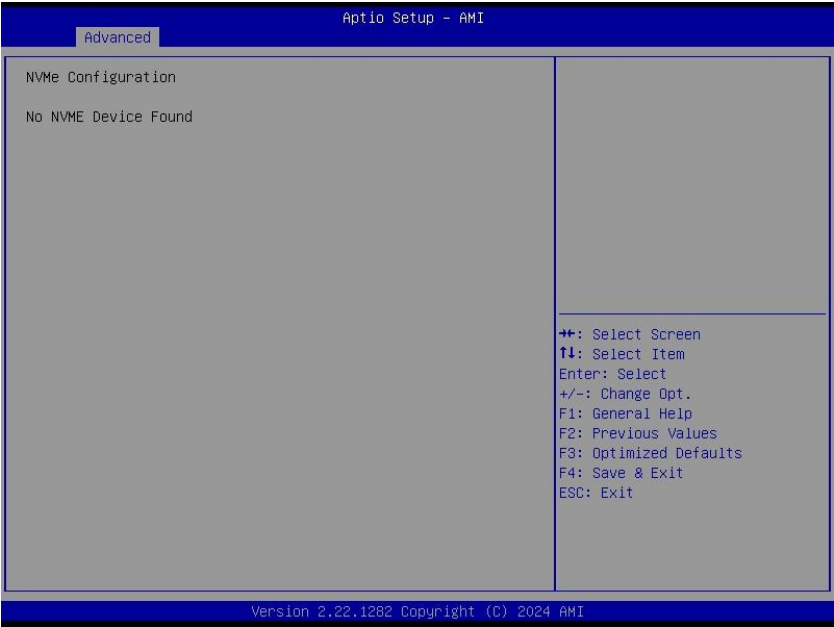 Aptio Setup – AMI
Advanced
NVMe Configuration
No NVME Device Found
→←: Select Screen
↑↓: Select Item
Enter: Select
+/-: Change Opt.
F1: General Help
F2: Previous Values
F3: Optimized Defaults
F4: Save & Exit
ESC: Exit
Version 2.22.1282 Copyright (C) 2024 AMI